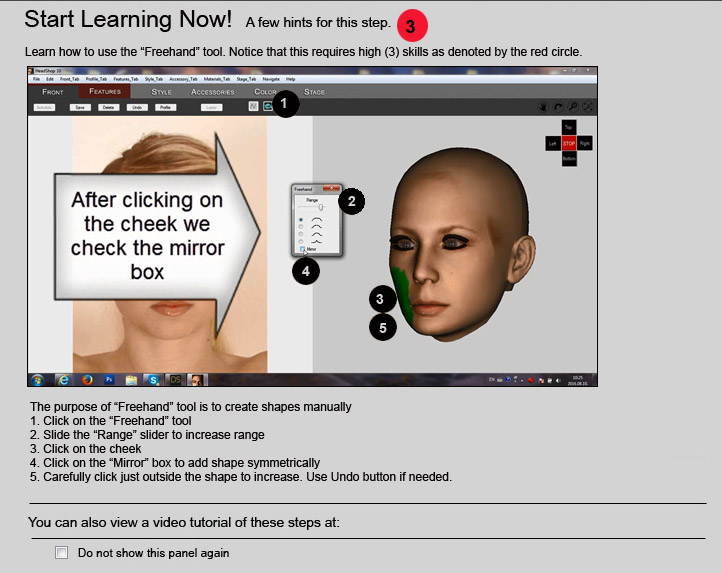 Start Learning Now! A few hints for this step. 3
Learn how to use the “Freehand” tool. Notice that this requires high (3) skills as denoted by the red circle.
HeadShop 10
File Edit Front_Tab Profile_Tab Features_Tab Style_Tab Accessory_Tab Materials_Tab Stage_Tab Navigate Help
FRONT FEATURES STYLE ACCESSORIES COLOR STAGE
Save Delete Undo Profile 1
Top
Left STOP Right
Bottom
After clicking on
the cheek we
check the mirror
box
Freehand
Range
2
Mirror
4
3
5
EN
10:25
2016.08.10.
The purpose of “Freehand” tool is to create shapes manually
1. Click on the “Freehand” tool
2. Slide the “Range” slider to increase range
3. Click on the cheek
4. Click on the “Mirror” box to add shape symmetrically
5. Carefully click just outside the shape to increase. Use Undo button if needed.
You can also view a video tutorial of these steps at:
Do not show this panel again